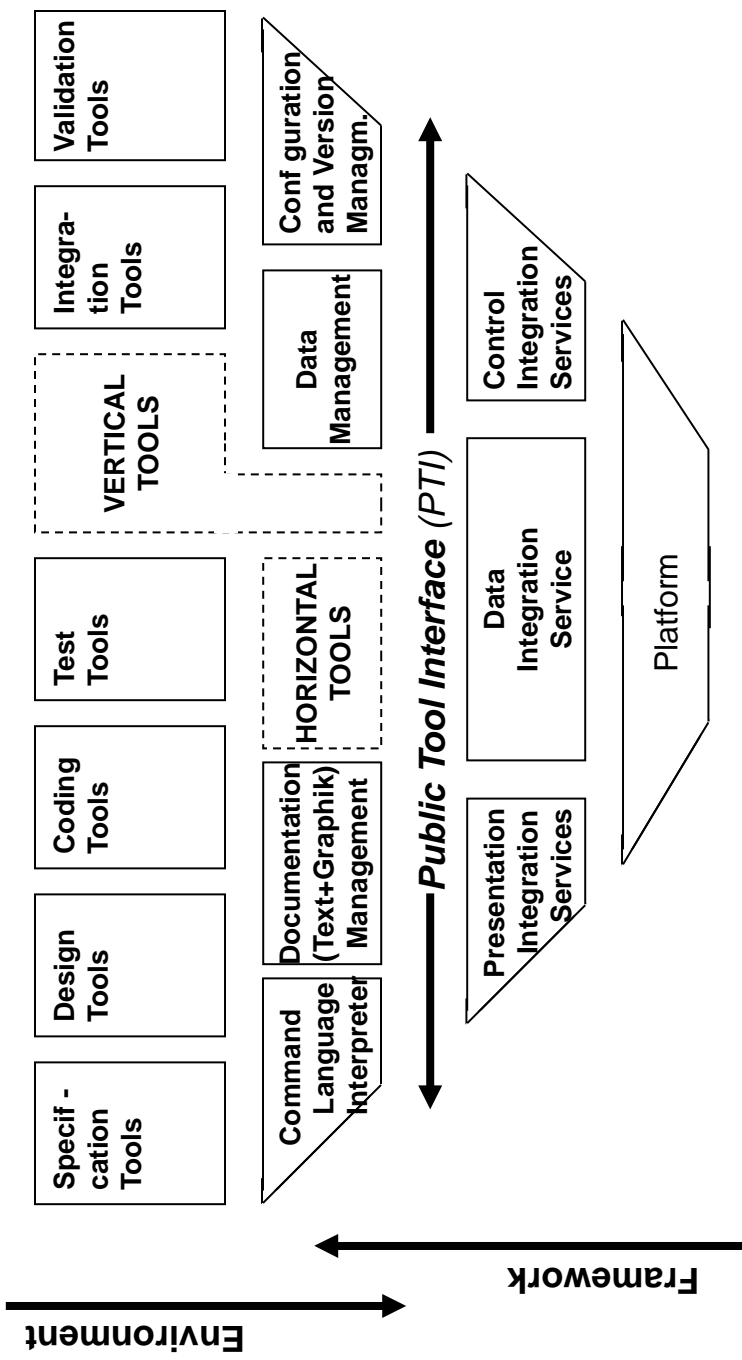 Specif -
cation
Tools
Design
Tools
Coding
Tools
Test
Tools
VERTICAL
TOOLS
Integra-
tion
Tools
Validation
Tools
Command
Language
Interpreter
Documentation
(Text+Graphik)
Management
HORIZONTAL
TOOLS
Data
Management
Conf guration
and Version
Managm.
Public Tool Interface (PTI)
Presentation
Integration
Services
Data
Integration
Service
Control
Integration
Services
Platform
Environment
Framework